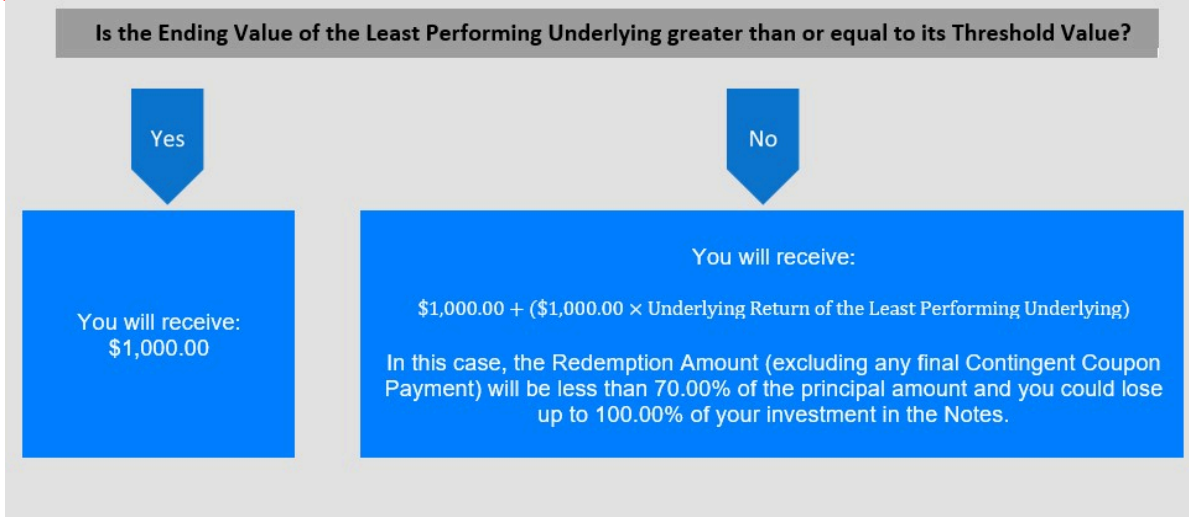 Is the Ending Value of the Least Performing Underlying greater than or equal to its Threshold Value?
Yes
No
You will receive:
$1,000.00
You will receive:
$1,000.00 + ($1,000.00 × Underlying Return of the Least Performing Underlying)
In this case, the Redemption Amount (excluding any final Contingent Coupon
Payment) will be less than 70.00% of the principal amount and you could lose
up to 100.00% of your investment in the Notes.